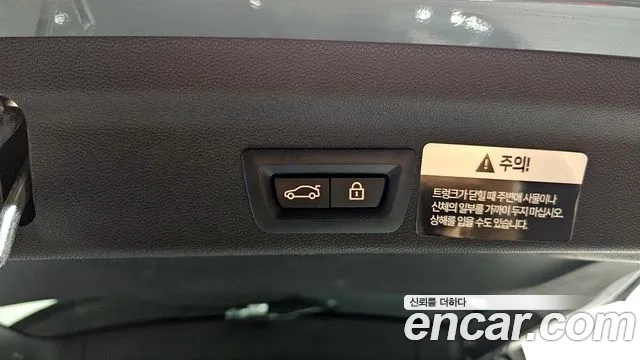 주의!
트렁크가 닫힐 때 주변에 사물이나
신체의 일부를 가까이 두지 마십시오.
상해를 입을 수도 있습니다.
신뢰를 더하다
encar.com